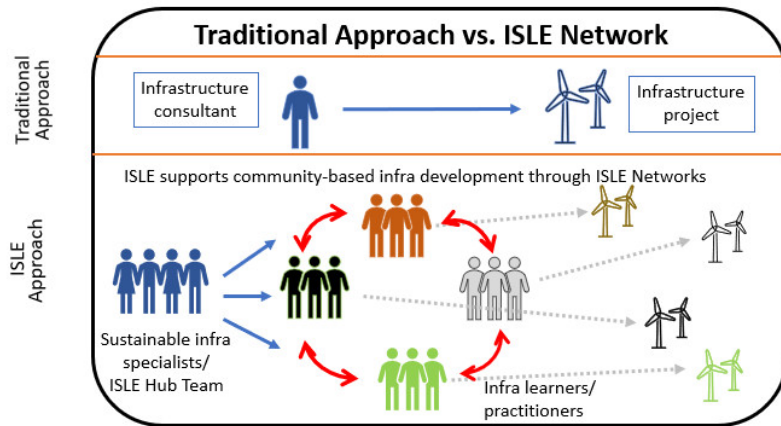 Traditional Approach vs. ISLE Network
Traditional
Approach
Infrastructure
consultant
Infrastructure
project
ISLE supports community-based infra development through ISLE Networks
ISLE
Approach
Sustainable infra
specialists/
ISLE Hub Team
Infra learners/
practitioners